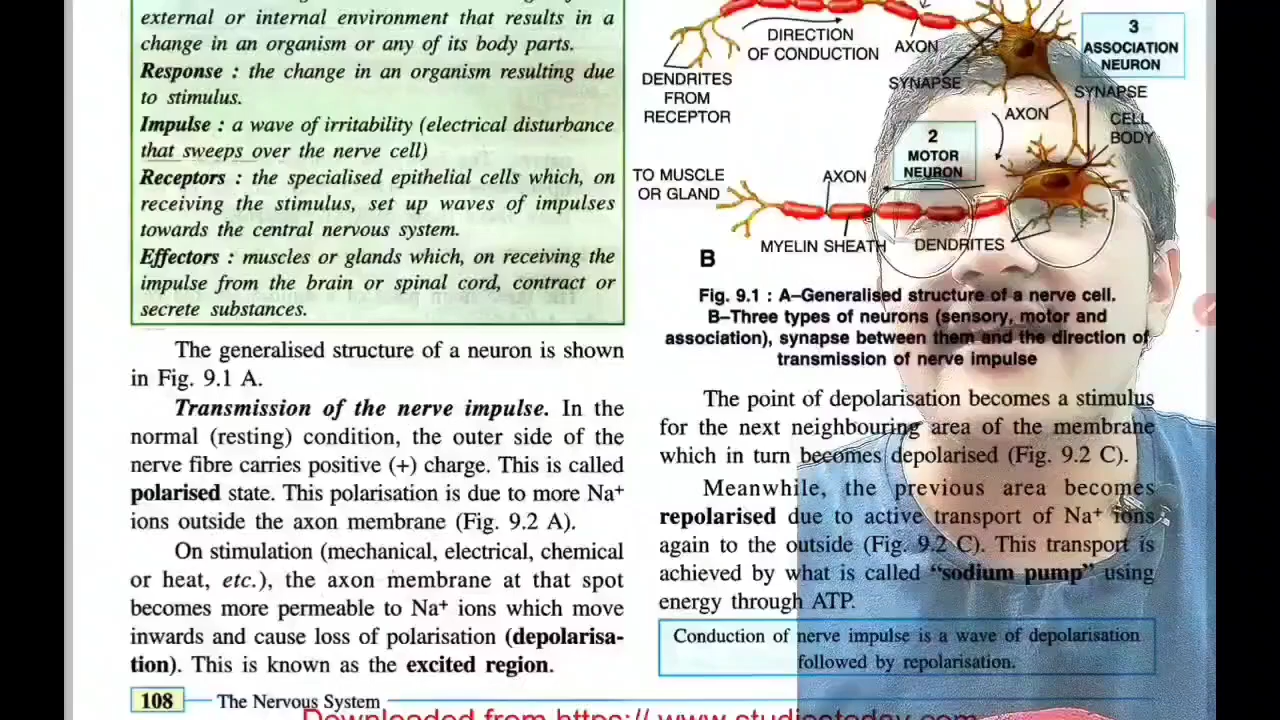 external or internal environment that results in a
change in an organism or any of its body parts.
Response : the change in an organism resulting due
to stimulus.
Impulse : a wave of irritability (electrical disturbance
that sweeps over the nerve cell)
Receptors : the specialised epithelial cells which, on
receiving the stimulus, set up waves of impulses
towards the central nervous system.
Effectors : muscles or glands which, on receiving the
impulse from the brain or spinal cord, contract or
secrete substances.
The generalised structure of a neuron is shown
in Fig. 9.1 A.
Transmission of the nerve impulse. In the
normal (resting) condition, the outer side of the
nerve fibre carries positive (+) charge. This is called
polarised state. This polarisation is due to more Na+
ions outside the axon membrane (Fig. 9.2 A).
On stimulation (mechanical, electrical, chemical
or heat, etc.), the axon membrane at that spot
becomes more permeable to Na+ ions which move
inwards and cause loss of polarisation (depolarisa-
tion). This is known as the excited region.
108 The Nervous System
DIRECTION
OF CONDUCTION
AXON
3
ASSOCIATION
NEURON
DENDRITES
FROM
RECEPTOR
SYNAPSE
SYNAPSE
AXON
CELL
BODY
2
MOTOR
NEURON
TO MUSCLE
OR GLAND
AXON
MYELIN SHEATH
DENDRITES
B
Fig. 9.1 : A–Generalised structure of a nerve cell.
B–Three types of neurons (sensory, motor and
association), synapse between them and the direction of
transmission of nerve impulse
The point of depolarisation becomes a stimulus
for the next neighbouring area of the membrane
which in turn becomes depolarised (Fig. 9.2 C).
Meanwhile, the previous area becomes
repolarised due to active transport of Na+ ions
again to the outside (Fig. 9.2 C). This transport is
achieved by what is called “sodium pump” using
energy through ATP.
Conduction of nerve impulse is a wave of depolarisation
followed by repolarisation.
Downloaded from https:// www.studiestoday.com